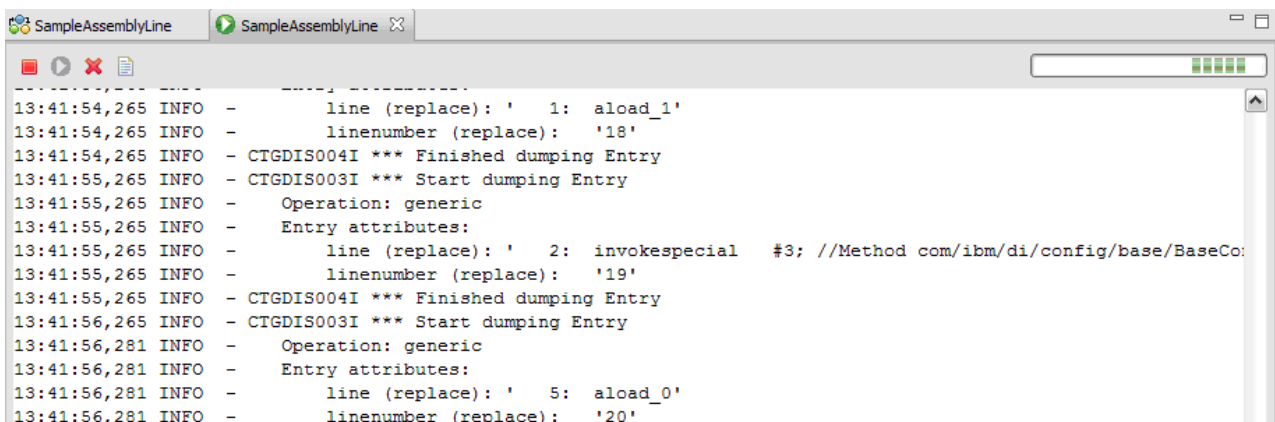 SampleAssemblyLine SampleAssemblyLine
13:41:54,265 INFO - line (replace): ' 1: aload_1'
13:41:54,265 INFO - linenumber (replace): '18'
13:41:54,265 INFO - CTGDIS004I *** Finished dumping Entry
13:41:55,265 INFO - CTGDIS003I *** Start dumping Entry
13:41:55,265 INFO - Operation: generic
13:41:55,265 INFO - Entry attributes:
13:41:55,265 INFO - line (replace): ' 2: invokespecial #3; //Method com/ibm/di/config/base/BaseCo
13:41:55,265 INFO - linenumber (replace): '19'
13:41:55,265 INFO - CTGDIS004I *** Finished dumping Entry
13:41:56,265 INFO - CTGDIS003I *** Start dumping Entry
13:41:56,281 INFO - Operation: generic
13:41:56,281 INFO - Entry attributes:
13:41:56,281 INFO - line (replace): ' 5: aload_0'
13:41:56,281 INFO - linenumber (replace): '20'